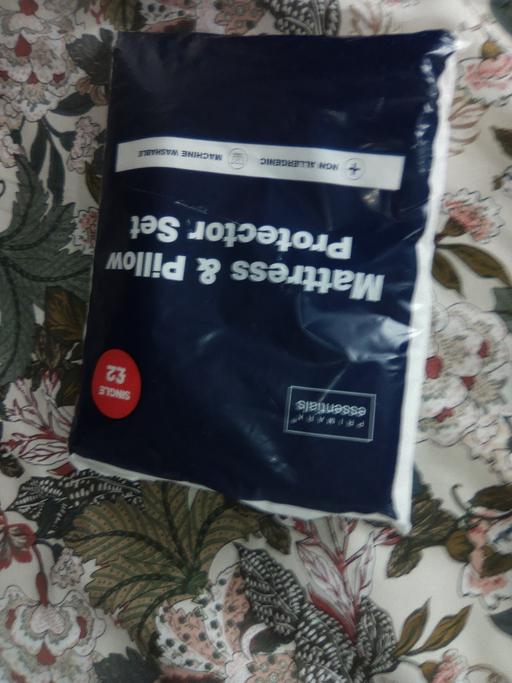 PRIMARK®
essentials
SINGLE
£2
Mattress & Pillow
Protector Set
NON ALLERGENIC
MACHINE WASHABLE